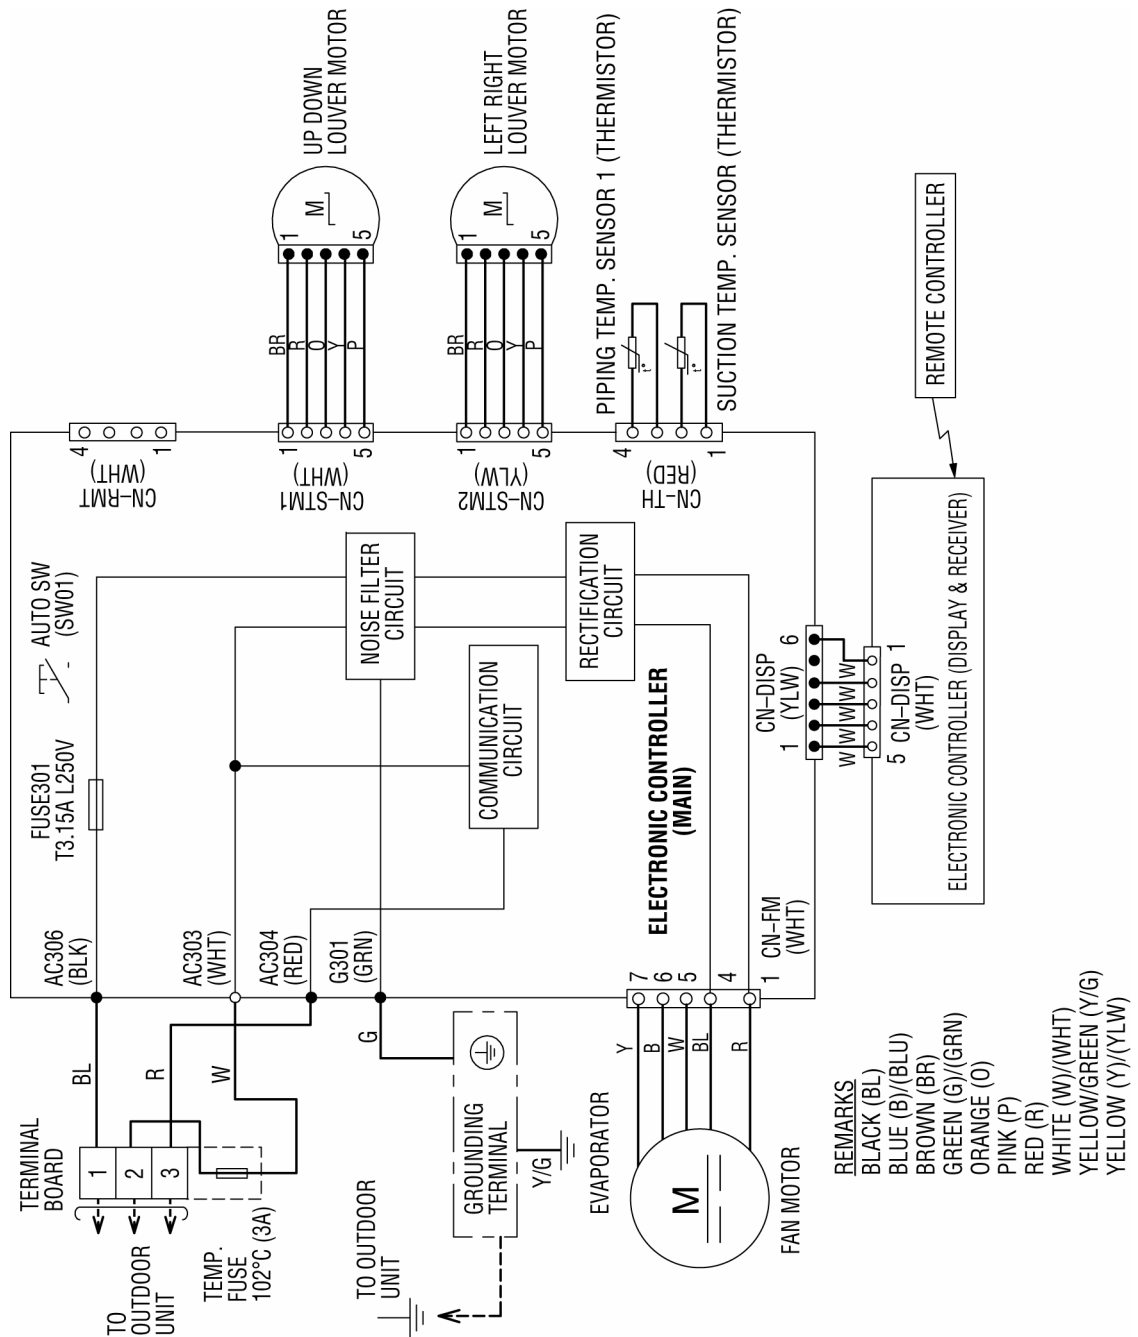 TO
OUTDOOR
UNIT
TERMINAL
BOARD
1
2
3
TEMP.
FUSE
102°C (3A)
BL
R
W
AC306
(BLK)
AC303
(WHT)
AC304
(RED)
G301
(GRN)
FUSE301
T3.15A L250V
AUTO SW
(SW01)
4
1
CN–RMT
(WHT)
1
5
CN–STM1
(WHT)
BR
R
O
Y
P
1
5
M
UP DOWN
LOUVER MOTOR
1
5
CN–STM2
(YLW)
BR
R
O
Y
P
1
5
M
LEFT RIGHT
LOUVER MOTOR
4
1
CN–TH
(RED)
t°
t°
PIPING TEMP. SENSOR 1 (THERMISTOR)
SUCTION TEMP. SENSOR (THERMISTOR)
NOISE FILTER
CIRCUIT
COMMUNICATION
CIRCUIT
RECTIFICATION
CIRCUIT
ELECTRONIC CONTROLLER
(MAIN)
TO OUTDOOR
UNIT
GROUNDING
TERMINAL
G
Y/G
EVAPORATOR
M
FAN MOTOR
Y
B
W
BL
R
7
6
5
4
1
CN–FM
(WHT)
CN–DISP
(YLW)
1
6
W
W
W
W
W
5
1
CN–DISP
(WHT)
ELECTRONIC CONTROLLER (DISPLAY & RECEIVER)
REMOTE CONTROLLER
REMARKS
BLACK (BL)
BLUE (B)/(BLU)
BROWN (BR)
GREEN (G)/(GRN)
ORANGE (O)
PINK (P)
RED (R)
WHITE (W)/(WHT)
YELLOW/GREEN (Y/G)
YELLOW (Y)/(YLW)